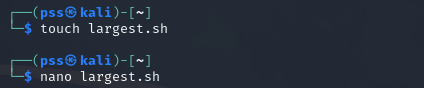 ┌──(pss㉿kali)-[~]
└─$ touch largest.sh
┌──(pss㉿kali)-[~]
└─$ nano largest.sh